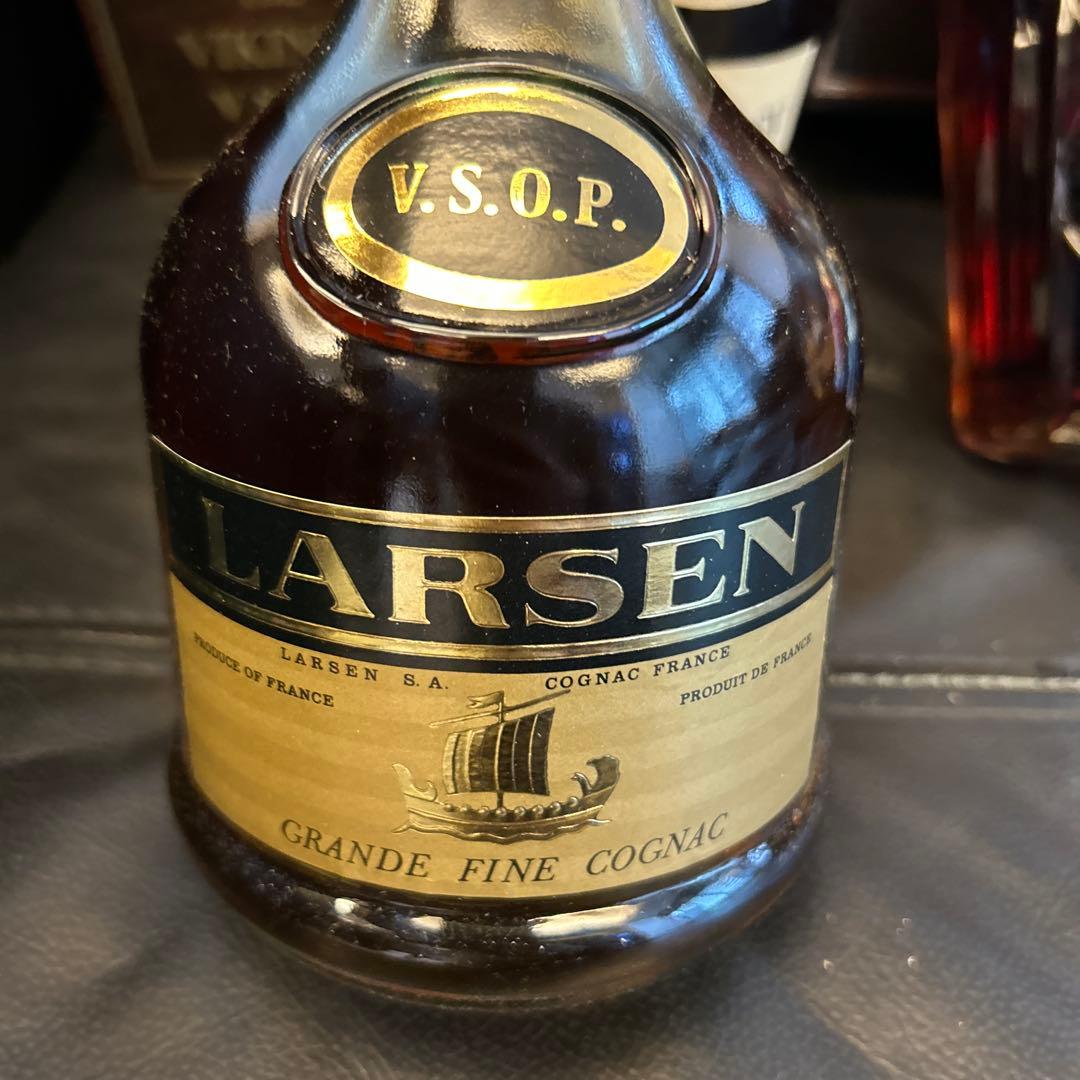 V.S.O.P.
LARSEN
LARSEN S.A. COGNAC FRANCE
PRODUCE OF FRANCE PRODUIT DE FRANCE
GRANDE FINE COGNAC